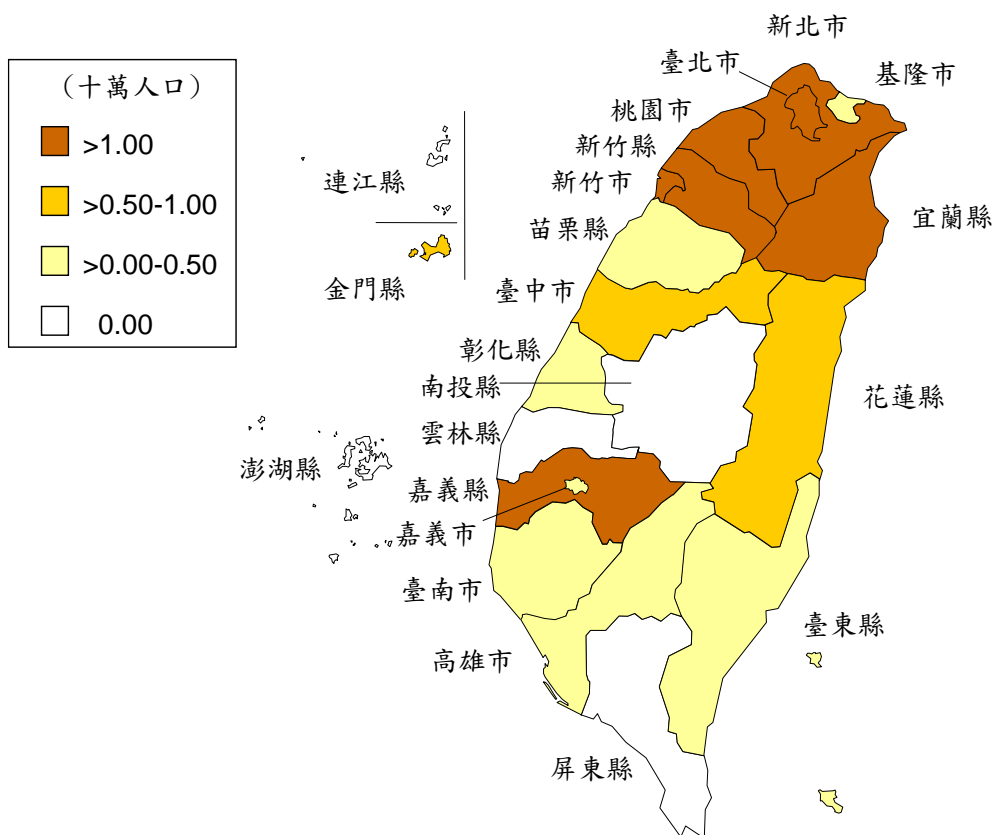 （十萬人口）
>1.00
>0.50-1.00
>0.00-0.50
0.00
新北市
臺北市
基隆市
桃園市
新竹縣
新竹市
連江縣
苗栗縣
宜蘭縣
金門縣
臺中市
彰化縣
南投縣
花蓮縣
雲林縣
澎湖縣
嘉義縣
嘉義市
臺南市
臺東縣
高雄市
屏東縣